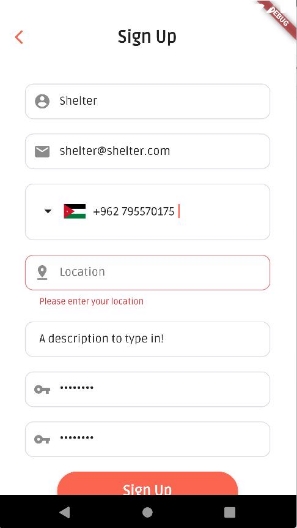 DEBUG
Sign Up
Shelter
shelter@shelter.com
+962 795570175
Location
Please enter your location
A description to type in!
••••••••
••••••••
Sign Up